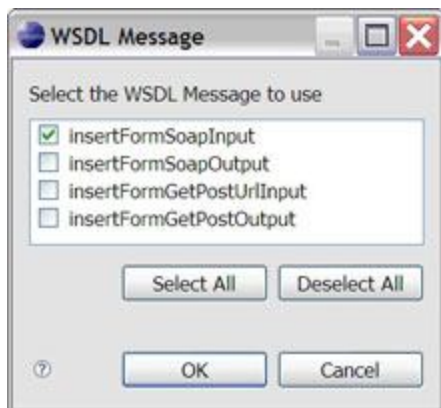 WSDL Message
Select the WSDL Message to use
insertFormSoapInput
insertFormSoapOutput
insertFormGetPostUrlInput
insertFormGetPostOutput
Select All Deselect All
? OK Cancel